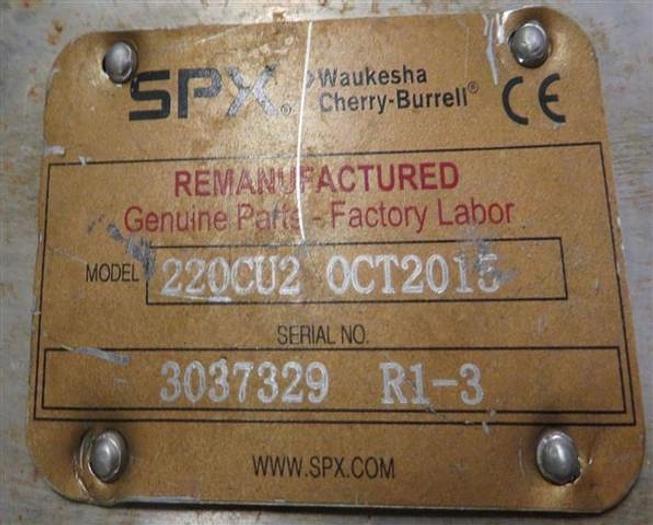 SPX® Waukesha
Cherry-Burrell® CE
REMANUFACTURED
Genuine Parts - Factory Labor
MODEL 220CU2 OCT2015
SERIAL NO.
3037329 R1-3
WWW.SPX.COM